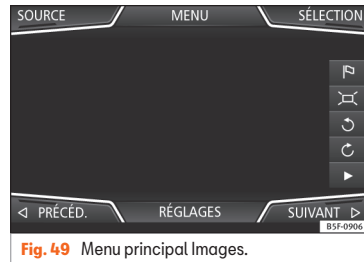 SOURCE MENU SÉLECTION
◁ PRÉCÉD. RÉGLAGES SUIVANT ▷
B5F-0906
Fig. 49 Menu principal Images.